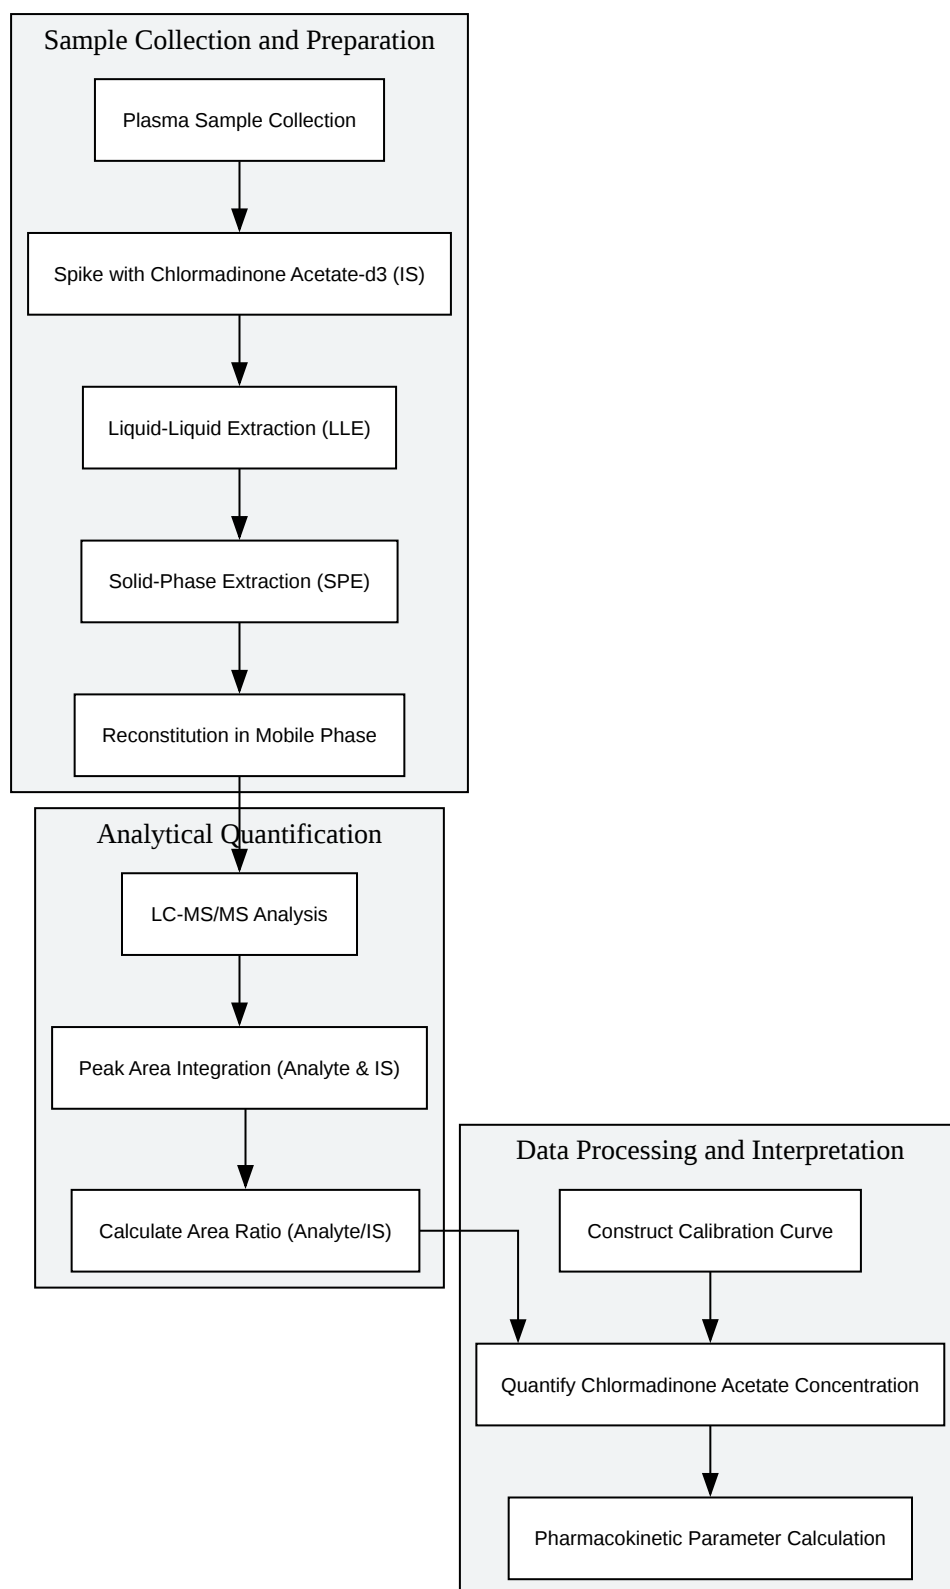 Sample Collection and Preparation
Plasma Sample Collection
Spike with Chlormadinone Acetate-d3 (IS)
Liquid-Liquid Extraction (LLE)
Solid-Phase Extraction (SPE)
Reconstitution in Mobile Phase
Analytical Quantification
LC-MS/MS Analysis
Peak Area Integration (Analyte & IS)
Calculate Area Ratio (Analyte/IS)
Data Processing and Interpretation
Construct Calibration Curve
Quantify Chlormadinone Acetate Concentration
Pharmacokinetic Parameter Calculation